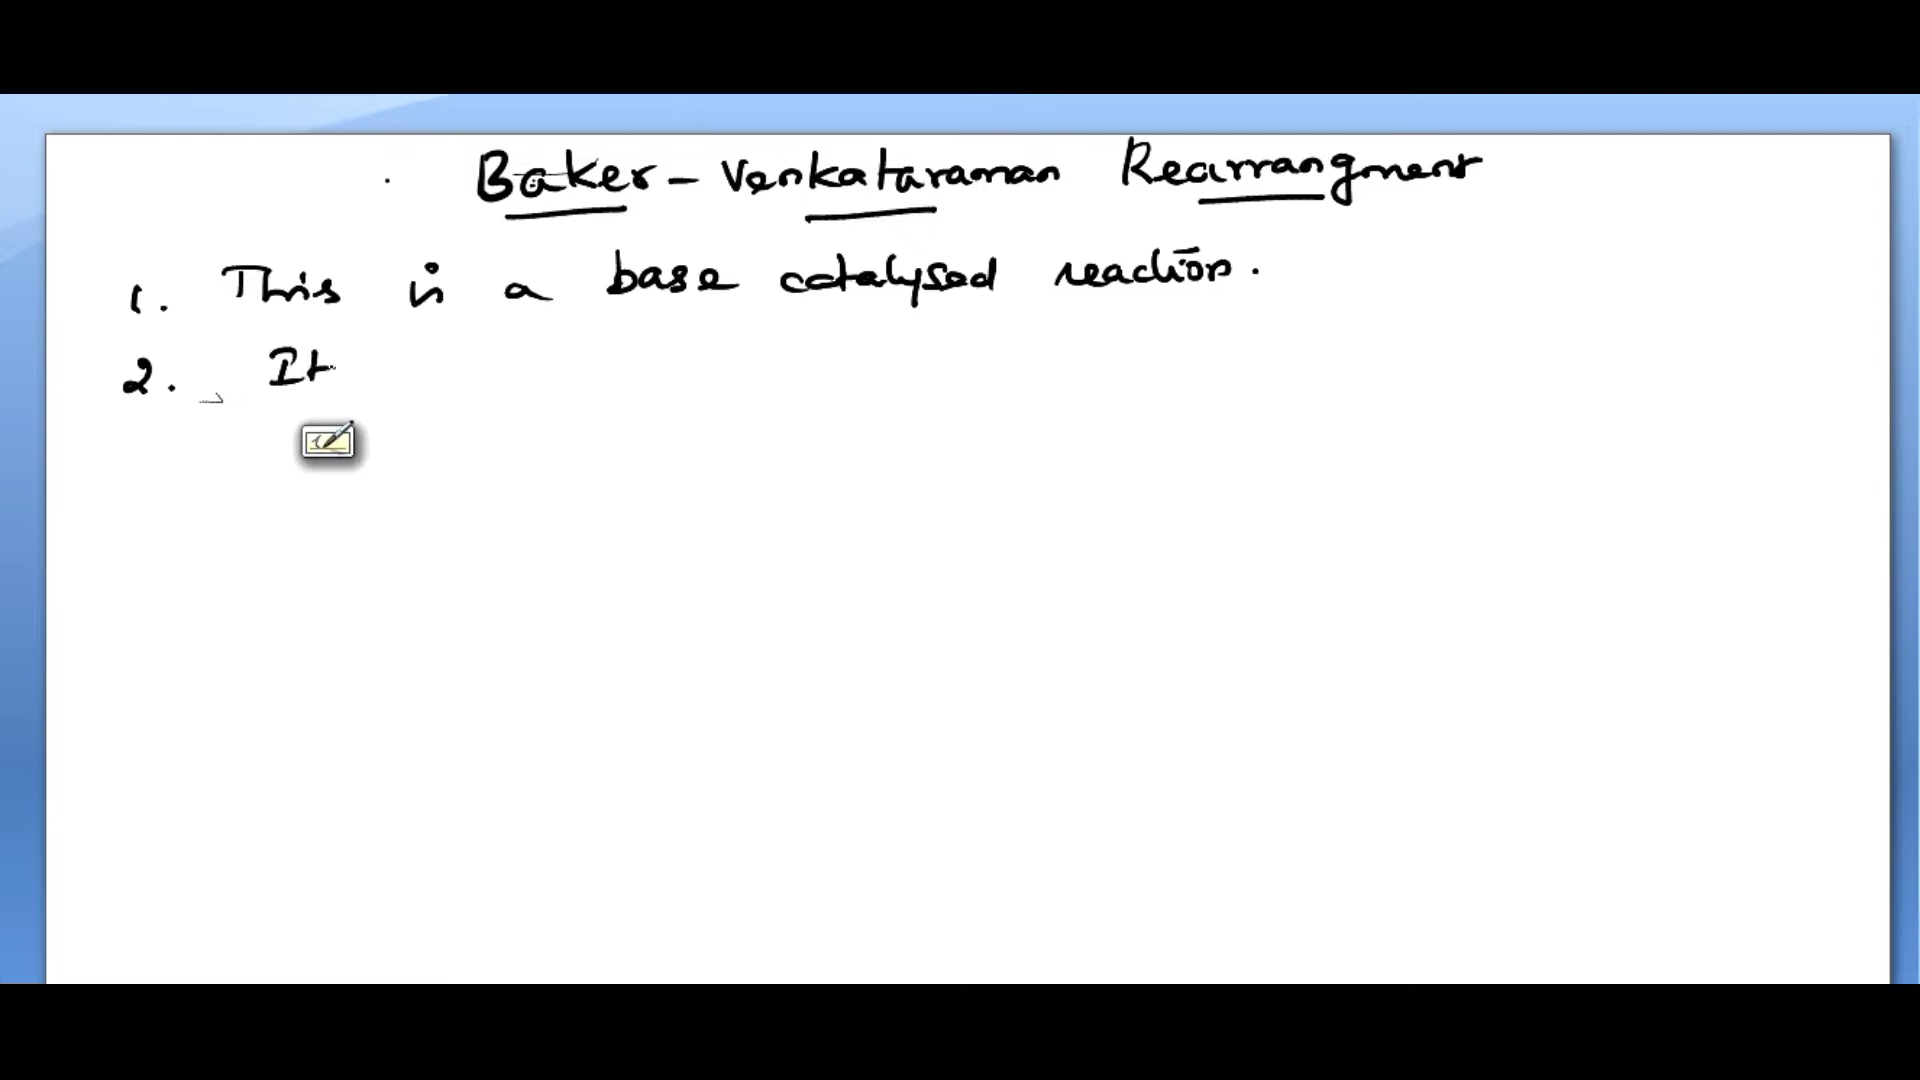 Baker - Venkataraman Rearrangment
1. This is a base catalysed reaction.
2. It